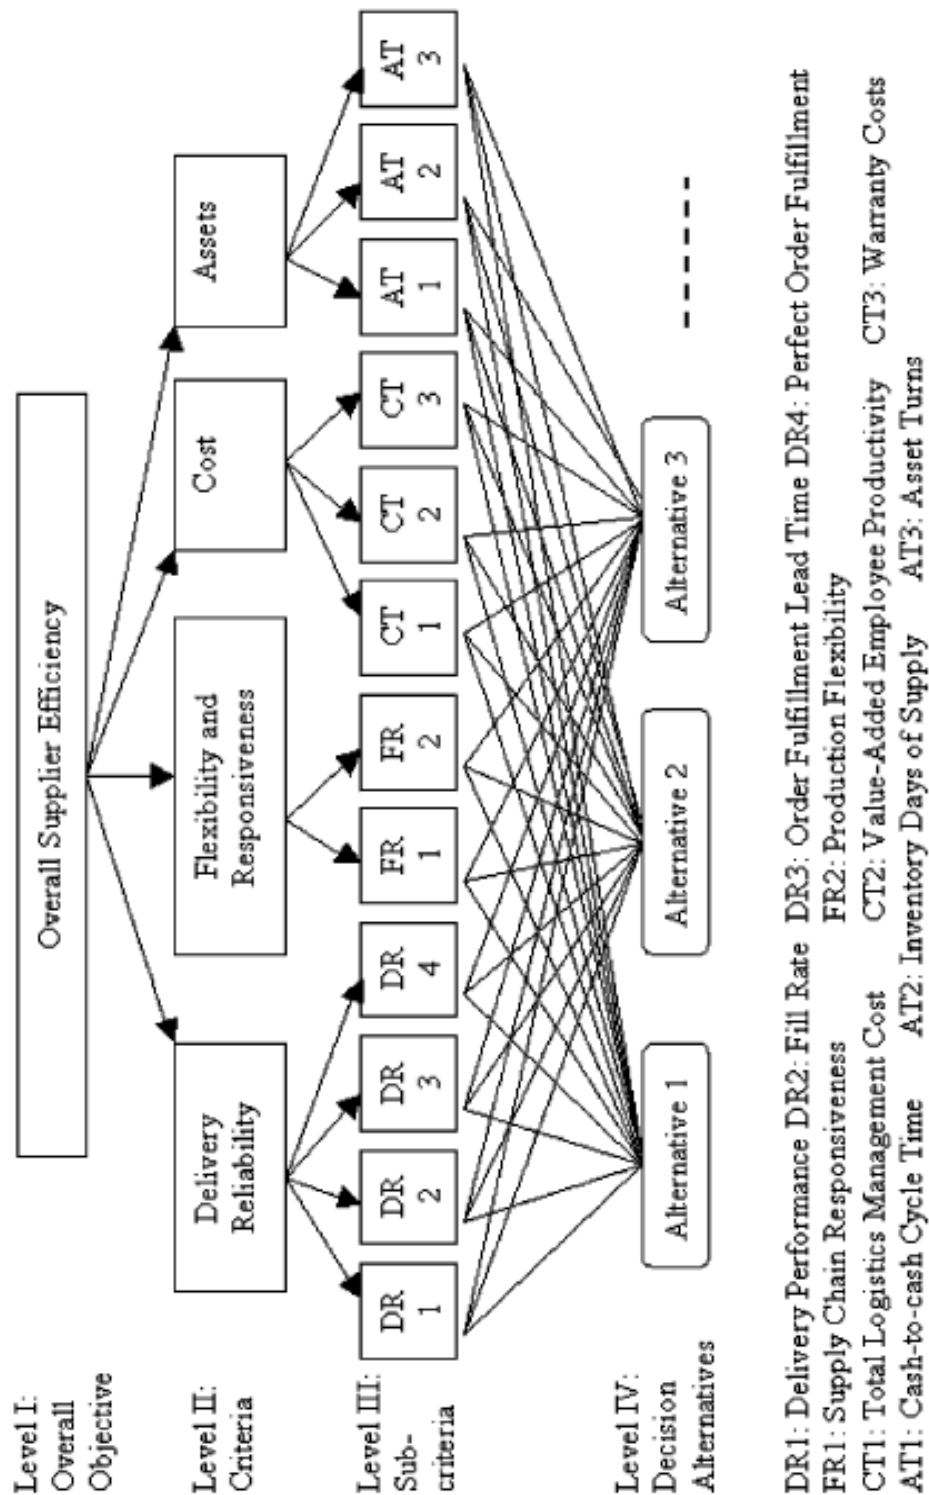 Level I:
Overall
Objective
Overall Supplier Efficiency
Level II:
Criteria
Delivery
Reliability
Flexibility and
Responsiveness
Cost
Assets
Level III:
Sub-
criteria
DR
1
DR
2
DR
3
DR
4
FR
1
FR
2
CT
1
CT
2
CT
3
AT
1
AT
2
AT
3
Level IV:
Decision
Alternatives
Alternative 1
Alternative 2
Alternative 3
DR1: Delivery Performance DR2: Fill Rate DR3: Order Fulfillment Lead Time DR4: Perfect Order Fulfillment
FR1: Supply Chain Responsiveness FR2: Production Flexibility
CT1: Total Logistics Management Cost CT2: Value-Added Employee Productivity CT3: Warranty Costs
AT1: Cash-to-cash Cycle Time AT2: Inventory Days of Supply AT3: Asset Turns